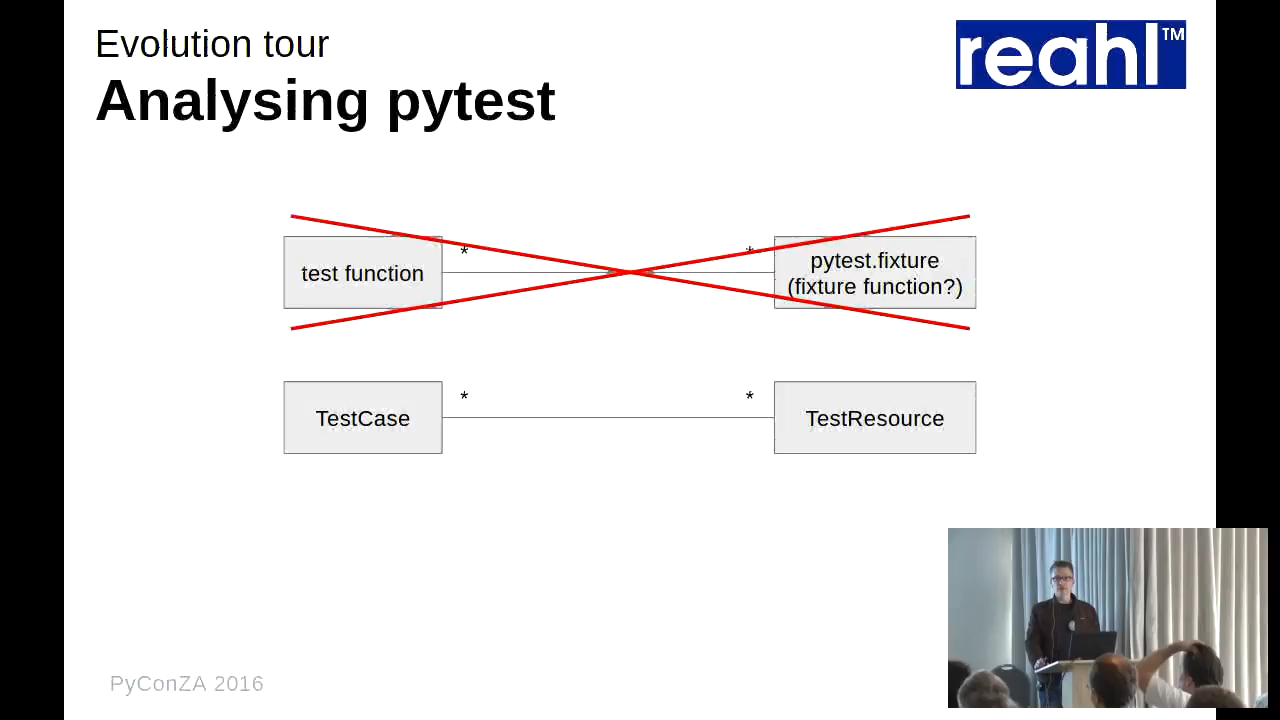 Evolution tour
Analysing pytest
reahl™
test function
*
*
pytest.fixture
(fixture function?)
TestCase
*
*
TestResource
PyConZA 2016